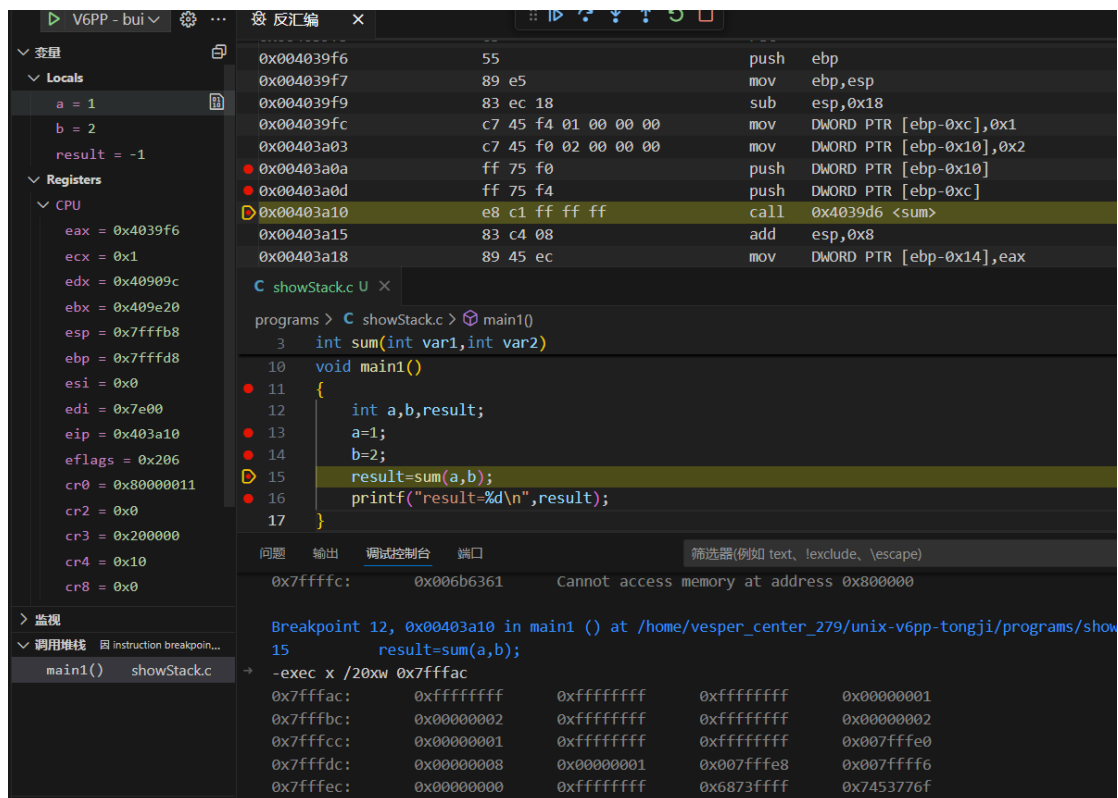 V6PP - bui
反汇编
变量
Locals
a = 1
b = 2
result = -1
Registers
CPU
eax = 0x4039f6
ecx = 0x1
edx = 0x40909c
ebx = 0x409e20
esp = 0x7fffb8
ebp = 0x7fffd8
esi = 0x0
edi = 0x7e00
eip = 0x403a10
eflags = 0x206
cr0 = 0x80000011
cr2 = 0x0
cr3 = 0x200000
cr4 = 0x10
cr8 = 0x0
监视
调用堆栈 因 instruction breakpoin...
main1() showStack.c
0x004039f6 55 push ebp
0x004039f7 89 e5 mov ebp,esp
0x004039f9 83 ec 18 sub esp,0x18
0x004039fc c7 45 f4 01 00 00 00 mov DWORD PTR [ebp-0xc],0x1
0x00403a03 c7 45 f0 02 00 00 00 mov DWORD PTR [ebp-0x10],0x2
0x00403a0a ff 75 f0 push DWORD PTR [ebp-0x10]
0x00403a0d ff 75 f4 push DWORD PTR [ebp-0xc]
0x00403a10 e8 c1 ff ff ff call 0x4039d6 <sum>
0x00403a15 83 c4 08 add esp,0x8
0x00403a18 89 45 ec mov DWORD PTR [ebp-0x14],eax
C showStack.c U
programs > C showStack.c > main1()
3 int sum(int var1,int var2)
10 void main1()
11 {
12 int a,b,result;
13 a=1;
14 b=2;
15 result=sum(a,b);
16 printf("result=%d\n",result);
17 }
问题 输出 调试控制台 端口 筛选器(例如 text、!exclude、\escape)
0x7ffffc: 0x006b6361 Cannot access memory at address 0x800000
Breakpoint 12, 0x00403a10 in main1 () at /home/vesper_center_279/unix-v6pp-tongji/programs/show
15 result=sum(a,b);
-exec x /20xw 0x7fffac
0x7fffac: 0xffffffff 0xffffffff 0xffffffff 0x00000001
0x7fffbc: 0x00000002 0xffffffff 0xffffffff 0x00000002
0x7fffcc: 0x00000001 0xffffffff 0xffffffff 0x007fffe0
0x7fffdc: 0x00000008 0x00000001 0x007fffe8 0x007ffff6
0x7fffec: 0x00000000 0xffffffff 0x6873ffff 0x7453776f